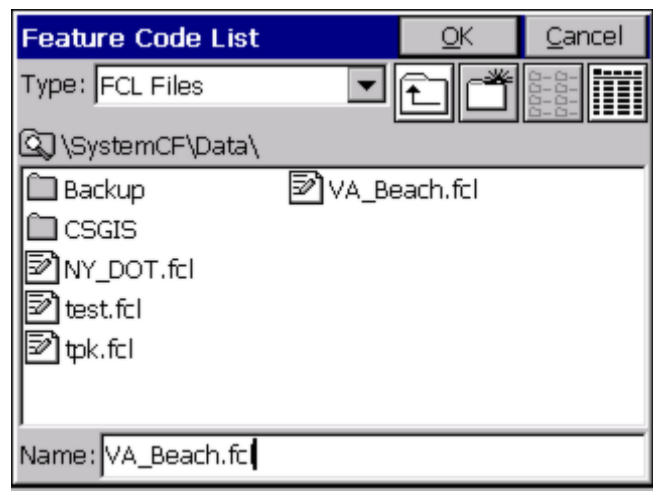 Feature Code List OK Cancel
Type: FCL Files
\SystemCF\Data\
Backup VA_Beach.fcl
CSGIS
NY_DOT.fcl
test.fcl
tpk.fcl
Name: VA_Beach.fcl